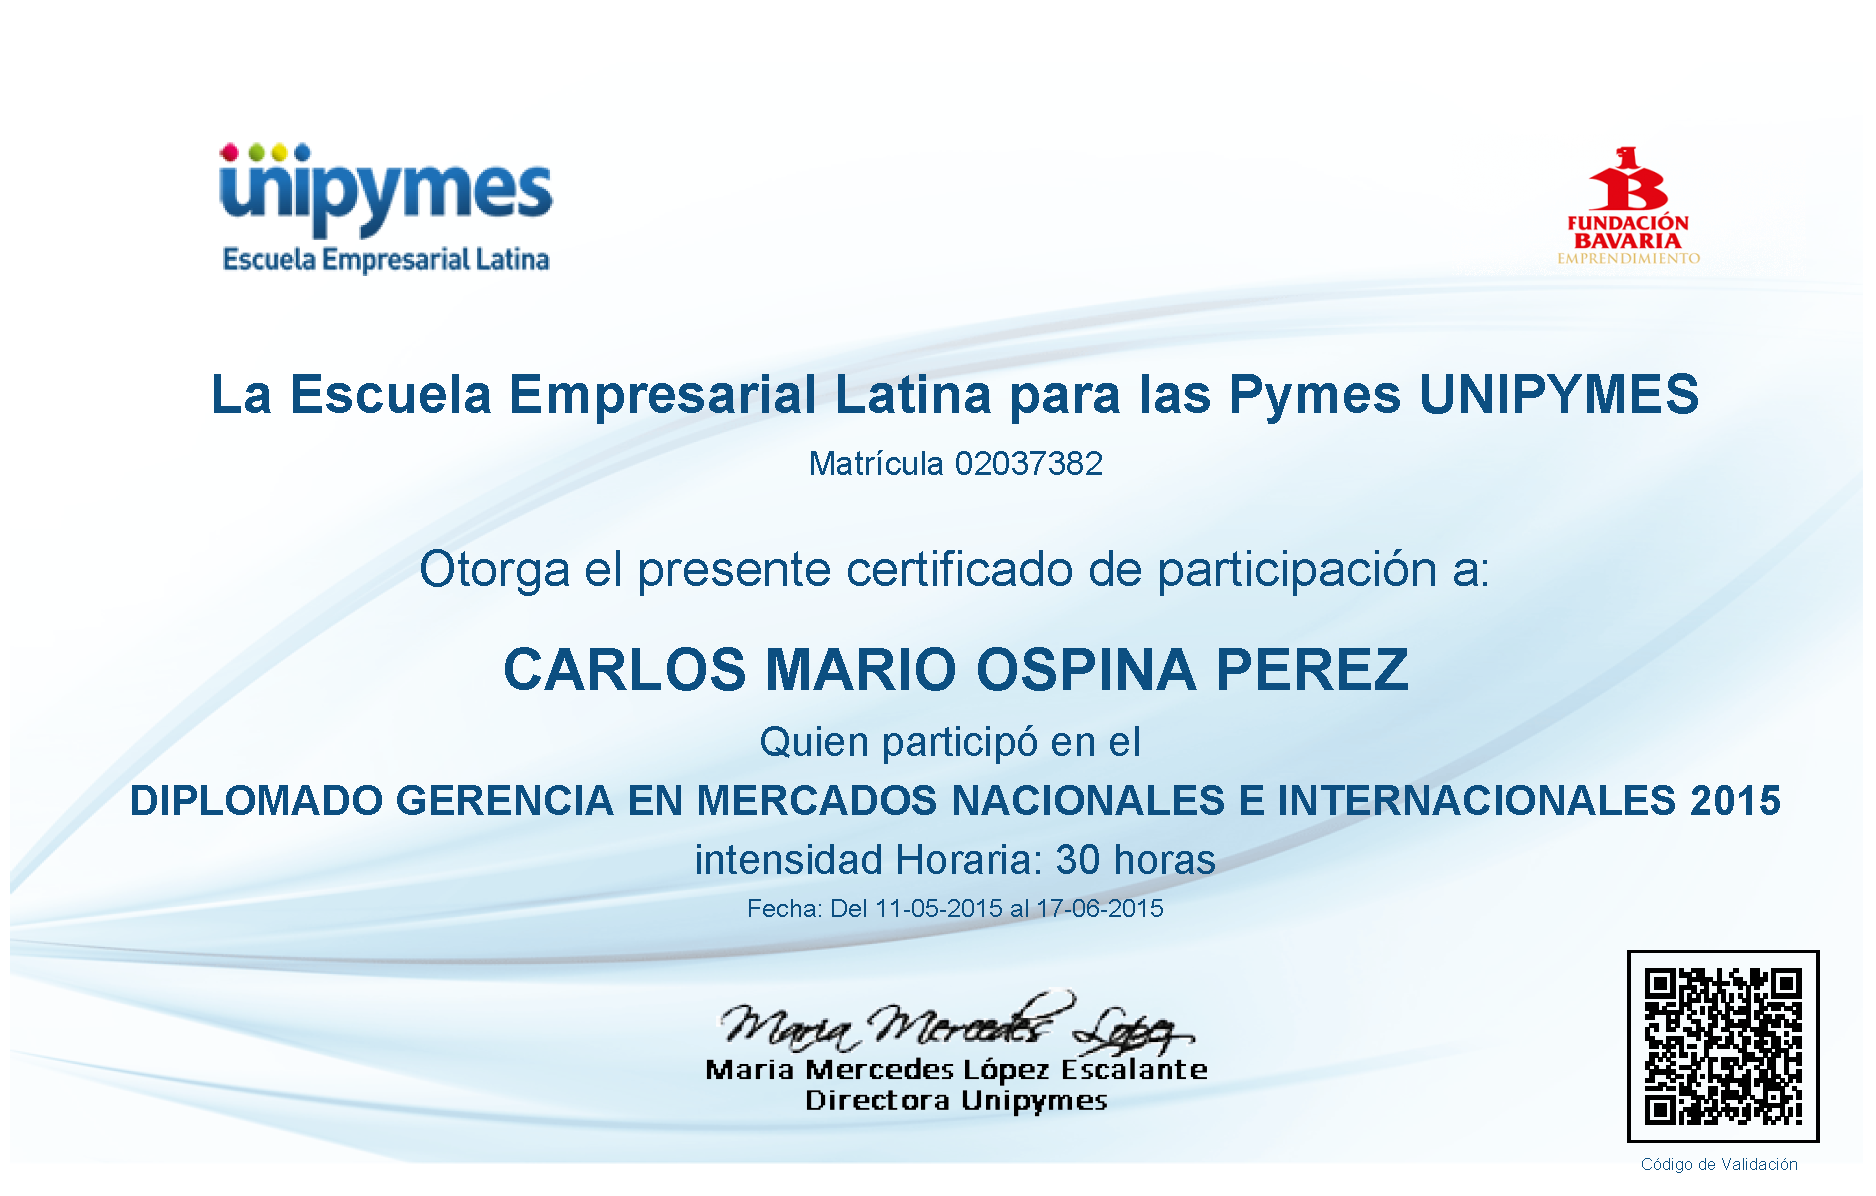 unipymes
Escuela Empresarial Latina
B
FUNDACIÓN
BAVARIA
EMPRENDIMIENTO
La Escuela Empresarial Latina para las Pymes UNIPYMES
Matrícula 02037382
Otorga el presente certificado de participación a:
CARLOS MARIO OSPINA PEREZ
Quien participó en el
DIPLOMADO GERENCIA EN MERCADOS NACIONALES E INTERNACIONALES 2015
intensidad Horaria: 30 horas
Fecha: Del 11-05-2015 al 17-06-2015
Maria Mercedes Lopez
Maria Mercedes López Escalante
Directora Unipymes
Código de Validación